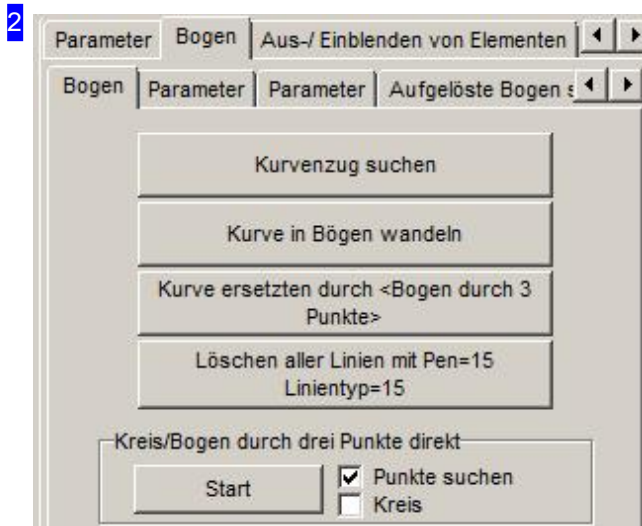 2
Parameter Bogen Aus-/ Einblenden von Elementen
Bogen Parameter Parameter Aufgelöste Bogen s
Kurvenzug suchen
Kurve in Bögen wandeln
Kurve ersetzten durch <Bogen durch 3
Punkte>
Löschen aller Linien mit Pen=15
Linientyp=15
Kreis/Bogen durch drei Punkte direkt
Start
Punkte suchen
Kreis